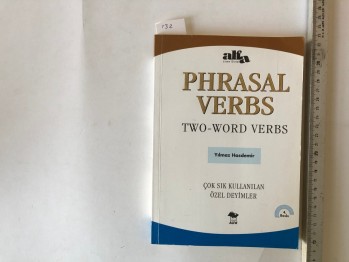 alfa
PHRASAL
VERBS
TWO-WORD VERBS
Yılmaz Hasdemir
ÇOK SIK KULLANILAN
ÖZEL DEYİMLER